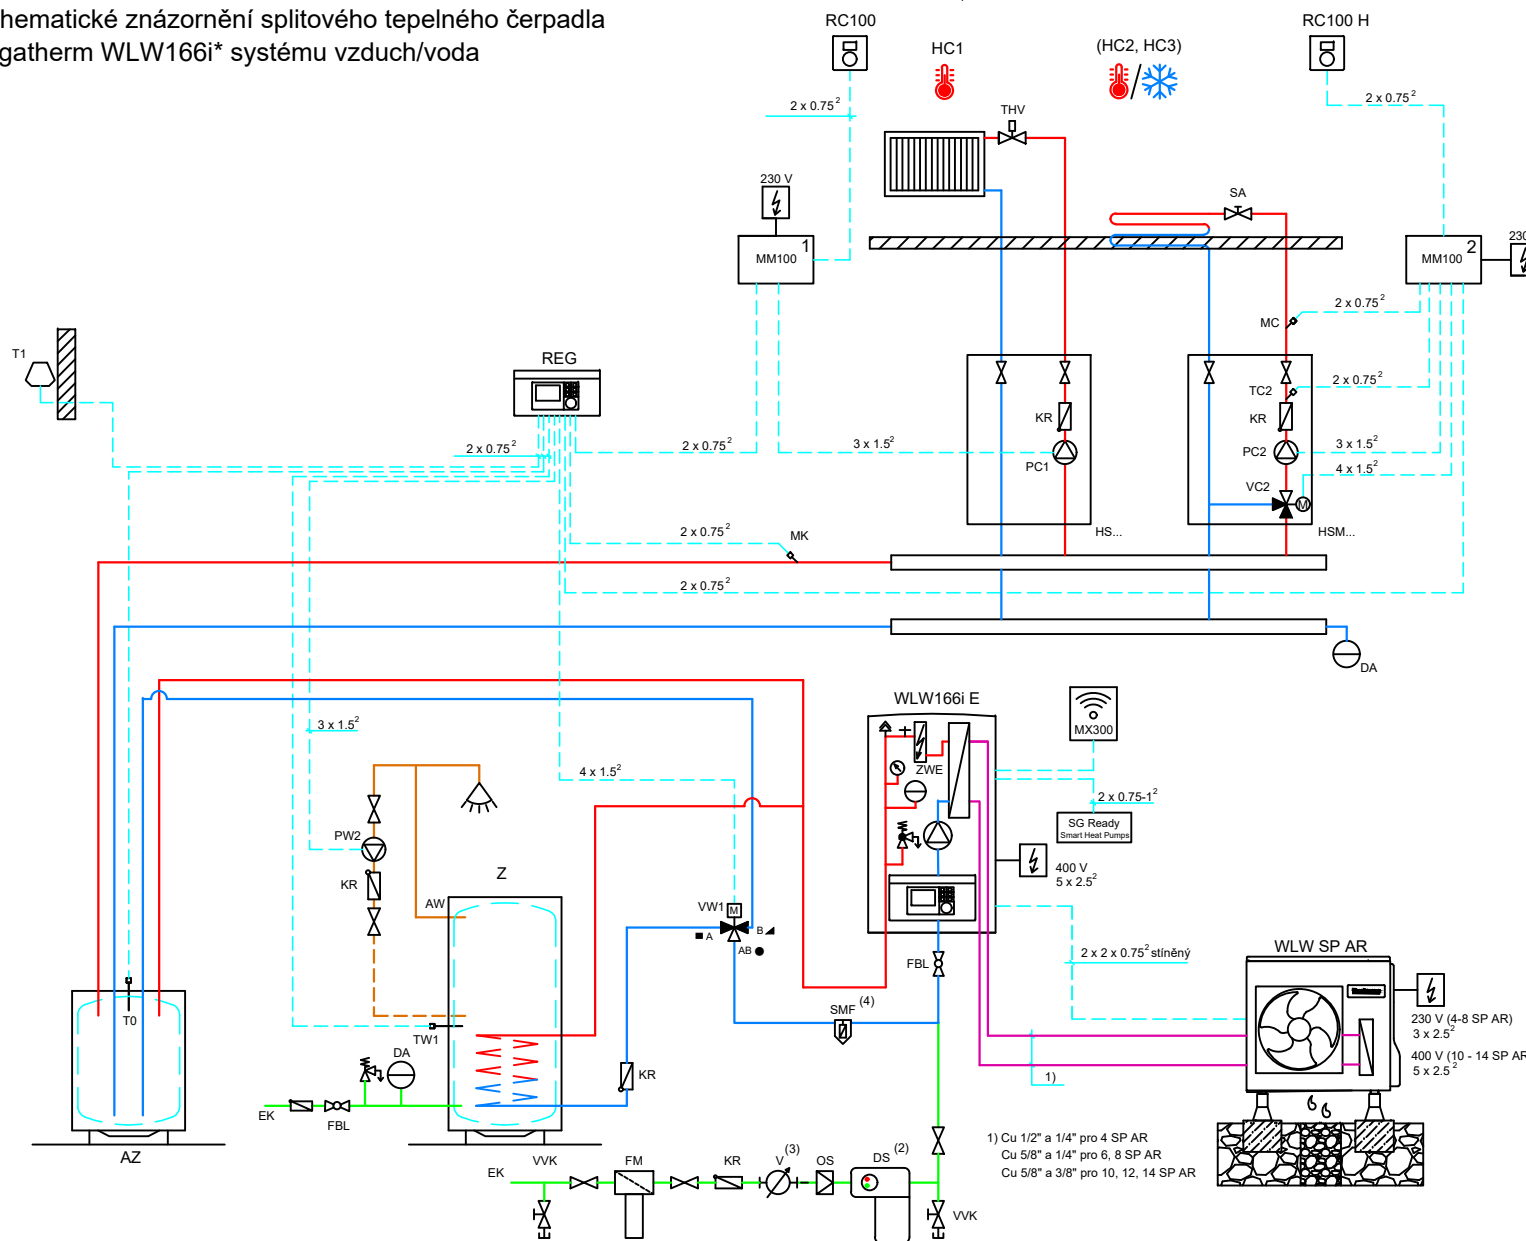 hematické znázornění splitového tepelného čerpadla
gatherm WLW166i* systému vzduch/voda
RC100
HC1
(HC2, HC3)
RC100 H
2 x 0.75²
THV
2 x 0.75²
230 V
SA
MM100 1
MM100 2
230
2 x 0.75²
MC
T1
REG
TC2
2 x 0.75²
KR
KR
2 x 0.75²
2 x 0.75²
3 x 1.5²
PC1
PC2
3 x 1.5²
4 x 1.5²
VC2
M
2 x 0.75²
MK
HS...
HSM...
2 x 0.75²
DA
WLW166i E
3 x 1.5²
MX300
4 x 1.5²
ZWE
2 x 0.75-1²
SG Ready
Smart Heat Pumps
PW2
KR
Z
400 V
5 x 2.5²
AW
VW1
M
A
B
AB
FBL
2 x 2 x 0.75² stíněný
WLW SP AR
T0
SMF (4)
230 V (4-8 SP AR)
3 x 2.5²
TW1
DA
KR
400 V (10 - 14 SP AR
5 x 2.5²
1)
EK
FBL
AZ
1) Cu 1/2" a 1/4" pro 4 SP AR
Cu 5/8" a 1/4" pro 6, 8 SP AR
Cu 5/8" a 3/8" pro 10, 12, 14 SP AR
EK
VVK
FM
KR
V (3)
OS
DS (2)
VVK